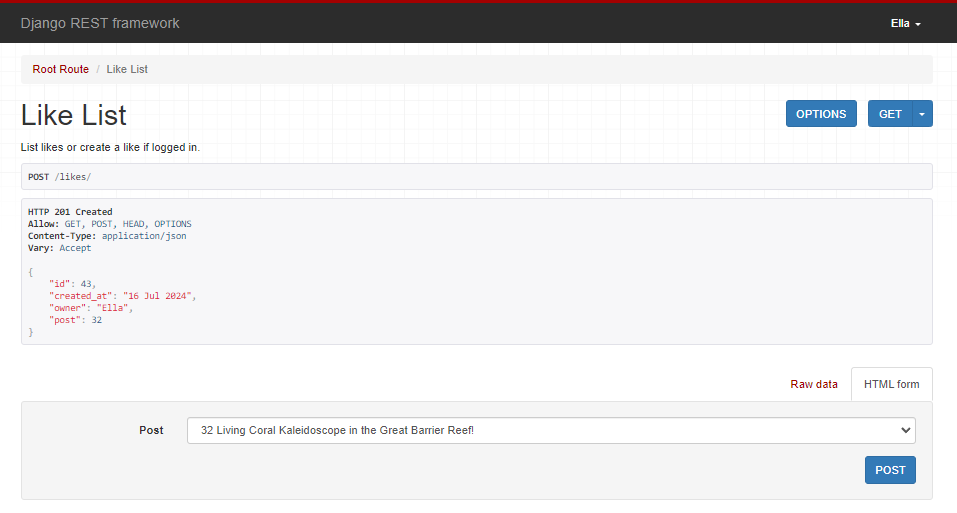 Django REST framework
Ella
Root Route / Like List
Like List
OPTIONS
GET
List likes or create a like if logged in.
POST /likes/
HTTP 201 Created
Allow: GET, POST, HEAD, OPTIONS
Content-Type: application/json
Vary: Accept
{
"id": 43,
"created_at": "16 Jul 2024",
"owner": "Ella",
"post": 32
}
Raw data
HTML form
Post
32 Living Coral Kaleidoscope in the Great Barrier Reef!
POST